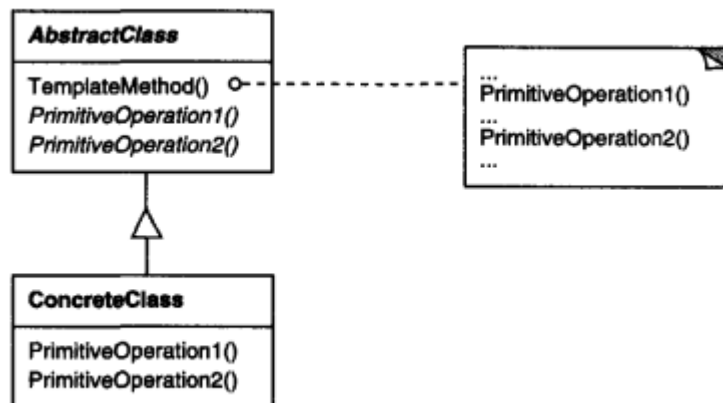 AbstractClass
TemplateMethod()
PrimitiveOperation1()
PrimitiveOperation2()
...
PrimitiveOperation1()
...
PrimitiveOperation2()
...
ConcreteClass
PrimitiveOperation1()
PrimitiveOperation2()